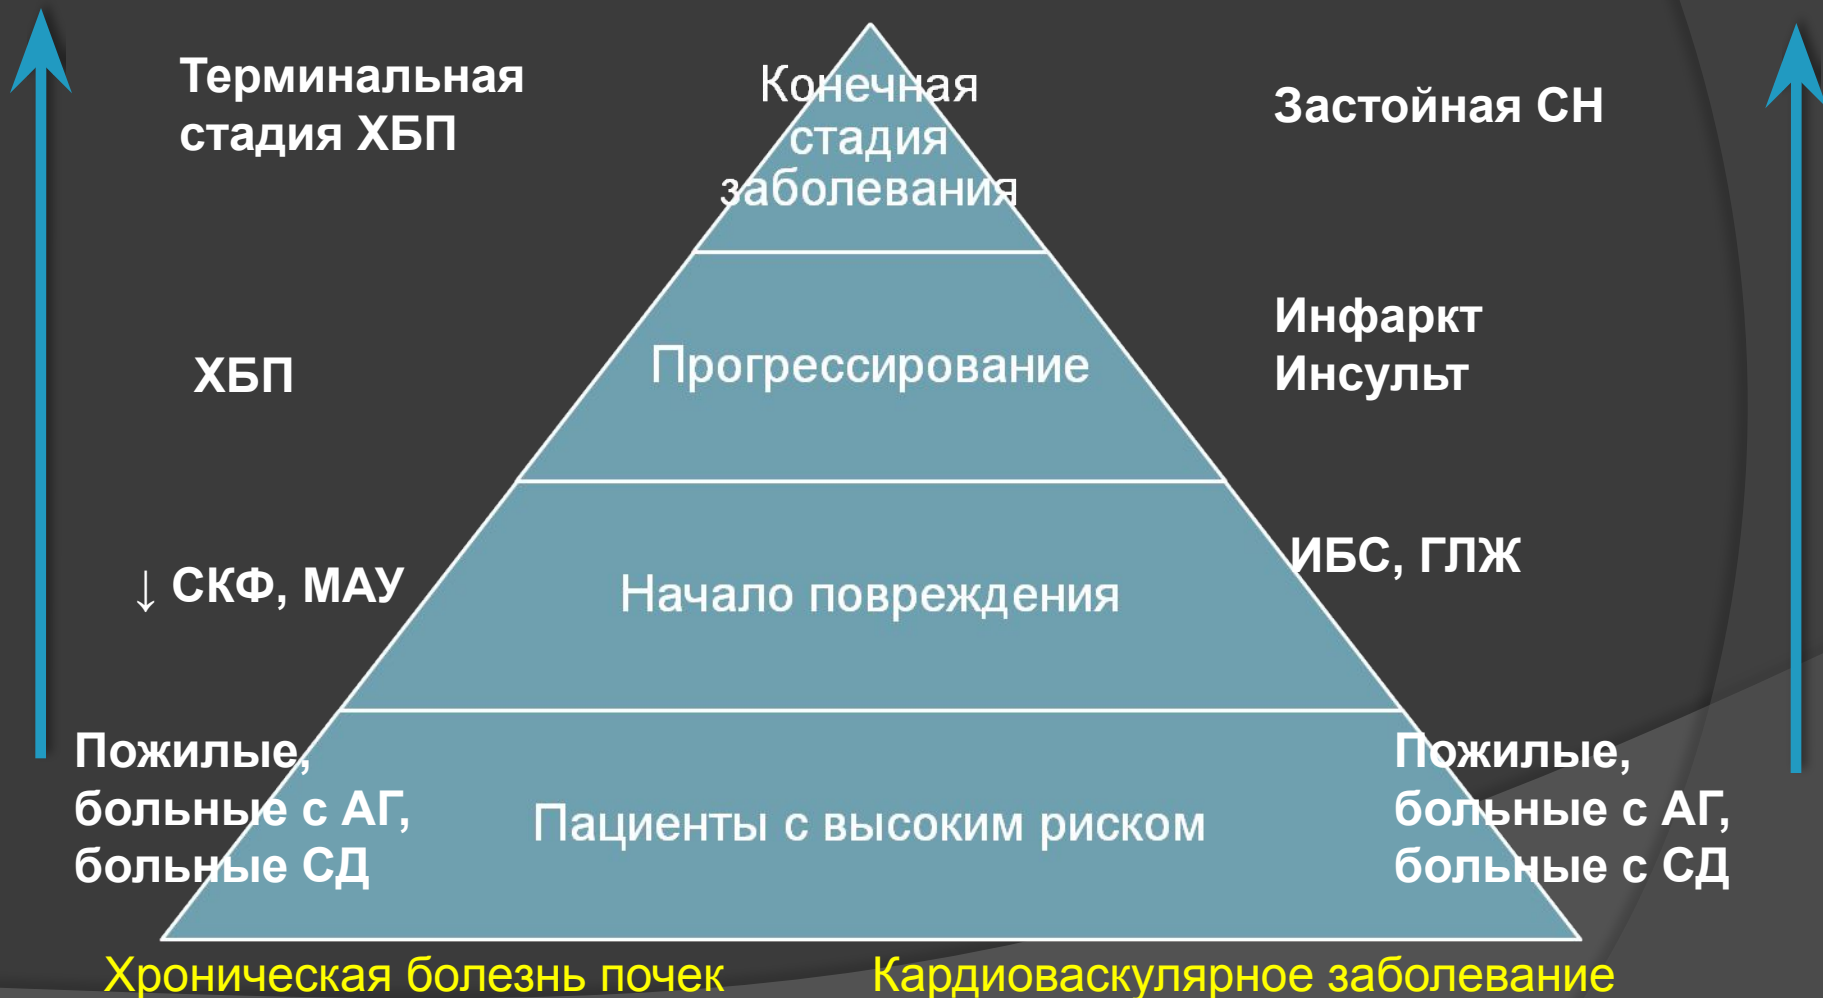 Терминальная
стадия ХБП
Конечная
стадия
заболевания
Застойная СН
ХБП
Прогрессирование
Инфаркт
Инсульт
↓ СКФ, МАУ
Начало повреждения
ИБС, ГЛЖ
Пожилые,
больные с АГ,
больные СД
Пациенты с высоким риском
Пожилые,
больные с АГ,
больные с СД
Хроническая болезнь почек
Кардиоваскулярное заболевание